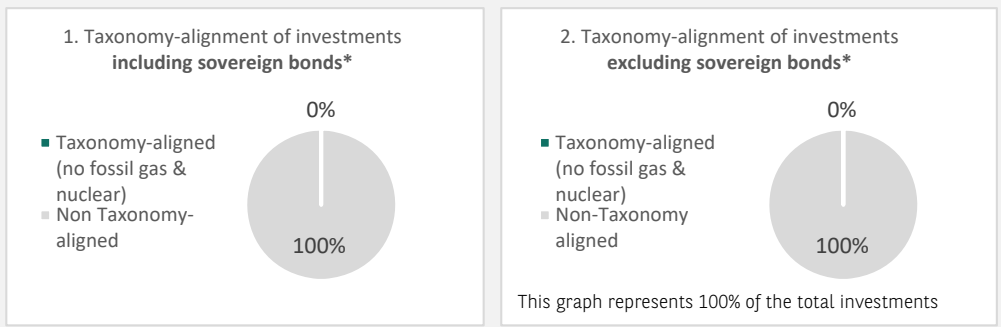 1. Taxonomy-alignment of investments
including sovereign bonds*
0%
Taxonomy-aligned
(no fossil gas &
nuclear)
Non Taxonomy-
aligned
100%
2. Taxonomy-alignment of investments
excluding sovereign bonds*
0%
Taxonomy-aligned
(no fossil gas &
nuclear)
Non-Taxonomy
aligned
100%
This graph represents 100% of the total investments